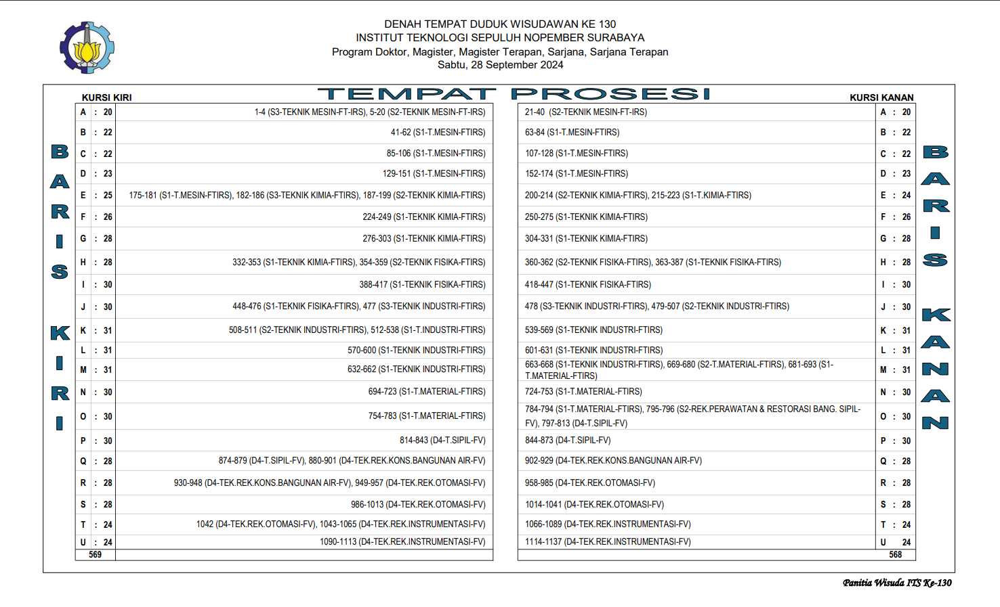 DENAH TEMPAT DUDUK WISUDAWAN KE 130
INSTITUT TEKNOLOGI SEPULUH NOPEMBER SURABAYA
Program Doktor, Magister, Magister Terapan, Sarjana, Sarjana Terapan
Sabtu, 28 September 2024
TEMPAT PROSESI
KURSI KIRI
KURSI KANAN
BARIS KIRI
BARIS KANAN
A : 20 1-4 (S3-TEKNIK MESIN-FT-IRS), 5-20 (S2-TEKNIK MESIN-FT-IRS) 21-40 (S2-TEKNIK MESIN-FT-IRS) A : 20
B : 22 41-62 (S1-T.MESIN-FTIRS) 63-84 (S1-T.MESIN-FTIRS) B : 22
C : 22 85-106 (S1-T.MESIN-FTIRS) 107-128 (S1-T.MESIN-FTIRS) C : 22
D : 23 129-151 (S1-T.MESIN-FTIRS) 152-174 (S1-T.MESIN-FTIRS) D : 23
E : 25 175-181 (S1-T.MESIN-FTIRS), 182-186 (S3-TEKNIK KIMIA-FTIRS), 187-199 (S2-TEKNIK KIMIA-FTIRS) 200-214 (S2-TEKNIK KIMIA-FTIRS), 215-223 (S1-T.KIMIA-FTIRS) E : 24
F : 26 224-249 (S1-TEKNIK KIMIA-FTIRS) 250-275 (S1-TEKNIK KIMIA-FTIRS) F : 26
G : 28 276-303 (S1-TEKNIK KIMIA-FTIRS) 304-331 (S1-TEKNIK KIMIA-FTIRS) G : 28
H : 28 332-353 (S1-TEKNIK KIMIA-FTIRS), 354-359 (S2-TEKNIK FISIKA-FTIRS) 360-362 (S2-TEKNIK FISIKA-FTIRS), 363-387 (S1-TEKNIK FISIKA-FTIRS) H : 28
I : 30 388-417 (S1-TEKNIK FISIKA-FTIRS) 418-447 (S1-TEKNIK FISIKA-FTIRS) I : 30
J : 30 448-476 (S1-TEKNIK FISIKA-FTIRS), 477 (S3-TEKNIK INDUSTRI-FTIRS) 478 (S3-TEKNIK INDUSTRI-FTIRS), 479-507 (S2-TEKNIK INDUSTRI-FTIRS) J : 30
K : 31 508-511 (S2-TEKNIK INDUSTRI-FTIRS), 512-538 (S1-T.INDUSTRI-FTIRS) 539-569 (S1-TEKNIK INDUSTRI-FTIRS) K : 31
L : 31 570-600 (S1-TEKNIK INDUSTRI-FTIRS) 601-631 (S1-TEKNIK INDUSTRI-FTIRS) L : 31
M : 31 632-662 (S1-TEKNIK INDUSTRI-FTIRS) 663-668 (S1-TEKNIK INDUSTRI-FTIRS), 669-680 (S2-T.MATERIAL-FTIRS), 681-693 (S1-
T.MATERIAL-FTIRS) M : 31
N : 30 694-723 (S1-T.MATERIAL-FTIRS) 724-753 (S1-T.MATERIAL-FTIRS) N : 30
O : 30 754-783 (S1-T.MATERIAL-FTIRS) 784-794 (S1-T.MATERIAL-FTIRS), 795-796 (S2-REK.PERAWATAN & RESTORASI BANG. SIPIL-
FV), 797-813 (D4-T.SIPIL-FV) O : 30
P : 30 814-843 (D4-T.SIPIL-FV) 844-873 (D4-T.SIPIL-FV) P : 30
Q : 28 874-879 (D4-T.SIPIL-FV), 880-901 (D4-TEK.REK.KONS.BANGUNAN AIR-FV) 902-929 (D4-TEK.REK.KONS.BANGUNAN AIR-FV) Q : 28
R : 28 930-948 (D4-TEK.REK.KONS.BANGUNAN AIR-FV), 949-957 (D4-TEK.REK.OTOMASI-FV) 958-985 (D4-TEK.REK.OTOMASI-FV) R : 28
S : 28 986-1013 (D4-TEK.REK.OTOMASI-FV) 1014-1041 (D4-TEK.REK.OTOMASI-FV) S : 28
T : 24 1042 (D4-TEK.REK.OTOMASI-FV), 1043-1065 (D4-TEK.REK.INSTRUMENTASI-FV) 1066-1089 (D4-TEK.REK.INSTRUMENTASI-FV) T : 24
U : 24 1090-1113 (D4-TEK.REK.INSTRUMENTASI-FV) 1114-1137 (D4-TEK.REK.INSTRUMENTASI-FV) U 24
569 568
Panitia Wisuda ITS Ke-130